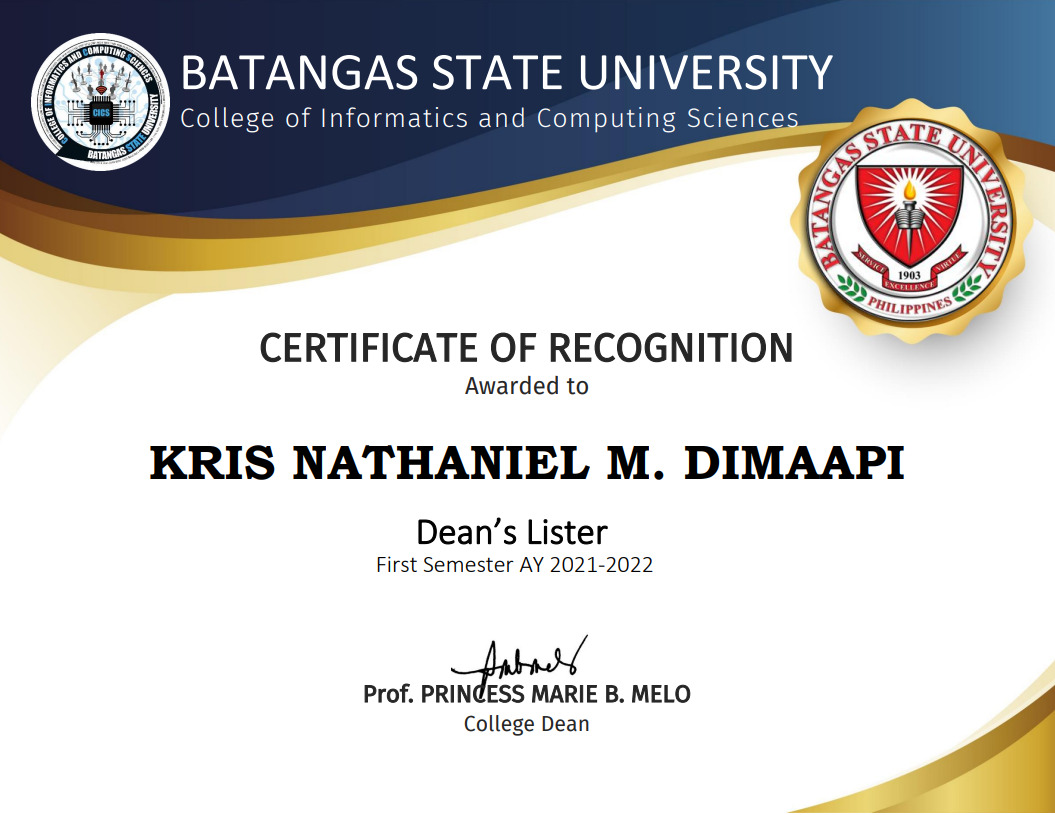 BATANGAS STATE UNIVERSITY
College of Informatics and Computing Sciences
COLLEGE OF INFORMATICS AND COMPUTING SCIENCES
CICS
BATANGAS STATE UNIVERSITY
BATANGAS STATE UNIVERSITY
SERVICE
EXCELLENCE
VIRTUE
1903
PHILIPPINES
CERTIFICATE OF RECOGNITION
Awarded to
KRIS NATHANIEL M. DIMAAPI
Dean's Lister
First Semester AY 2021-2022
Prof. PRINCESS MARIE B. MELO
College Dean